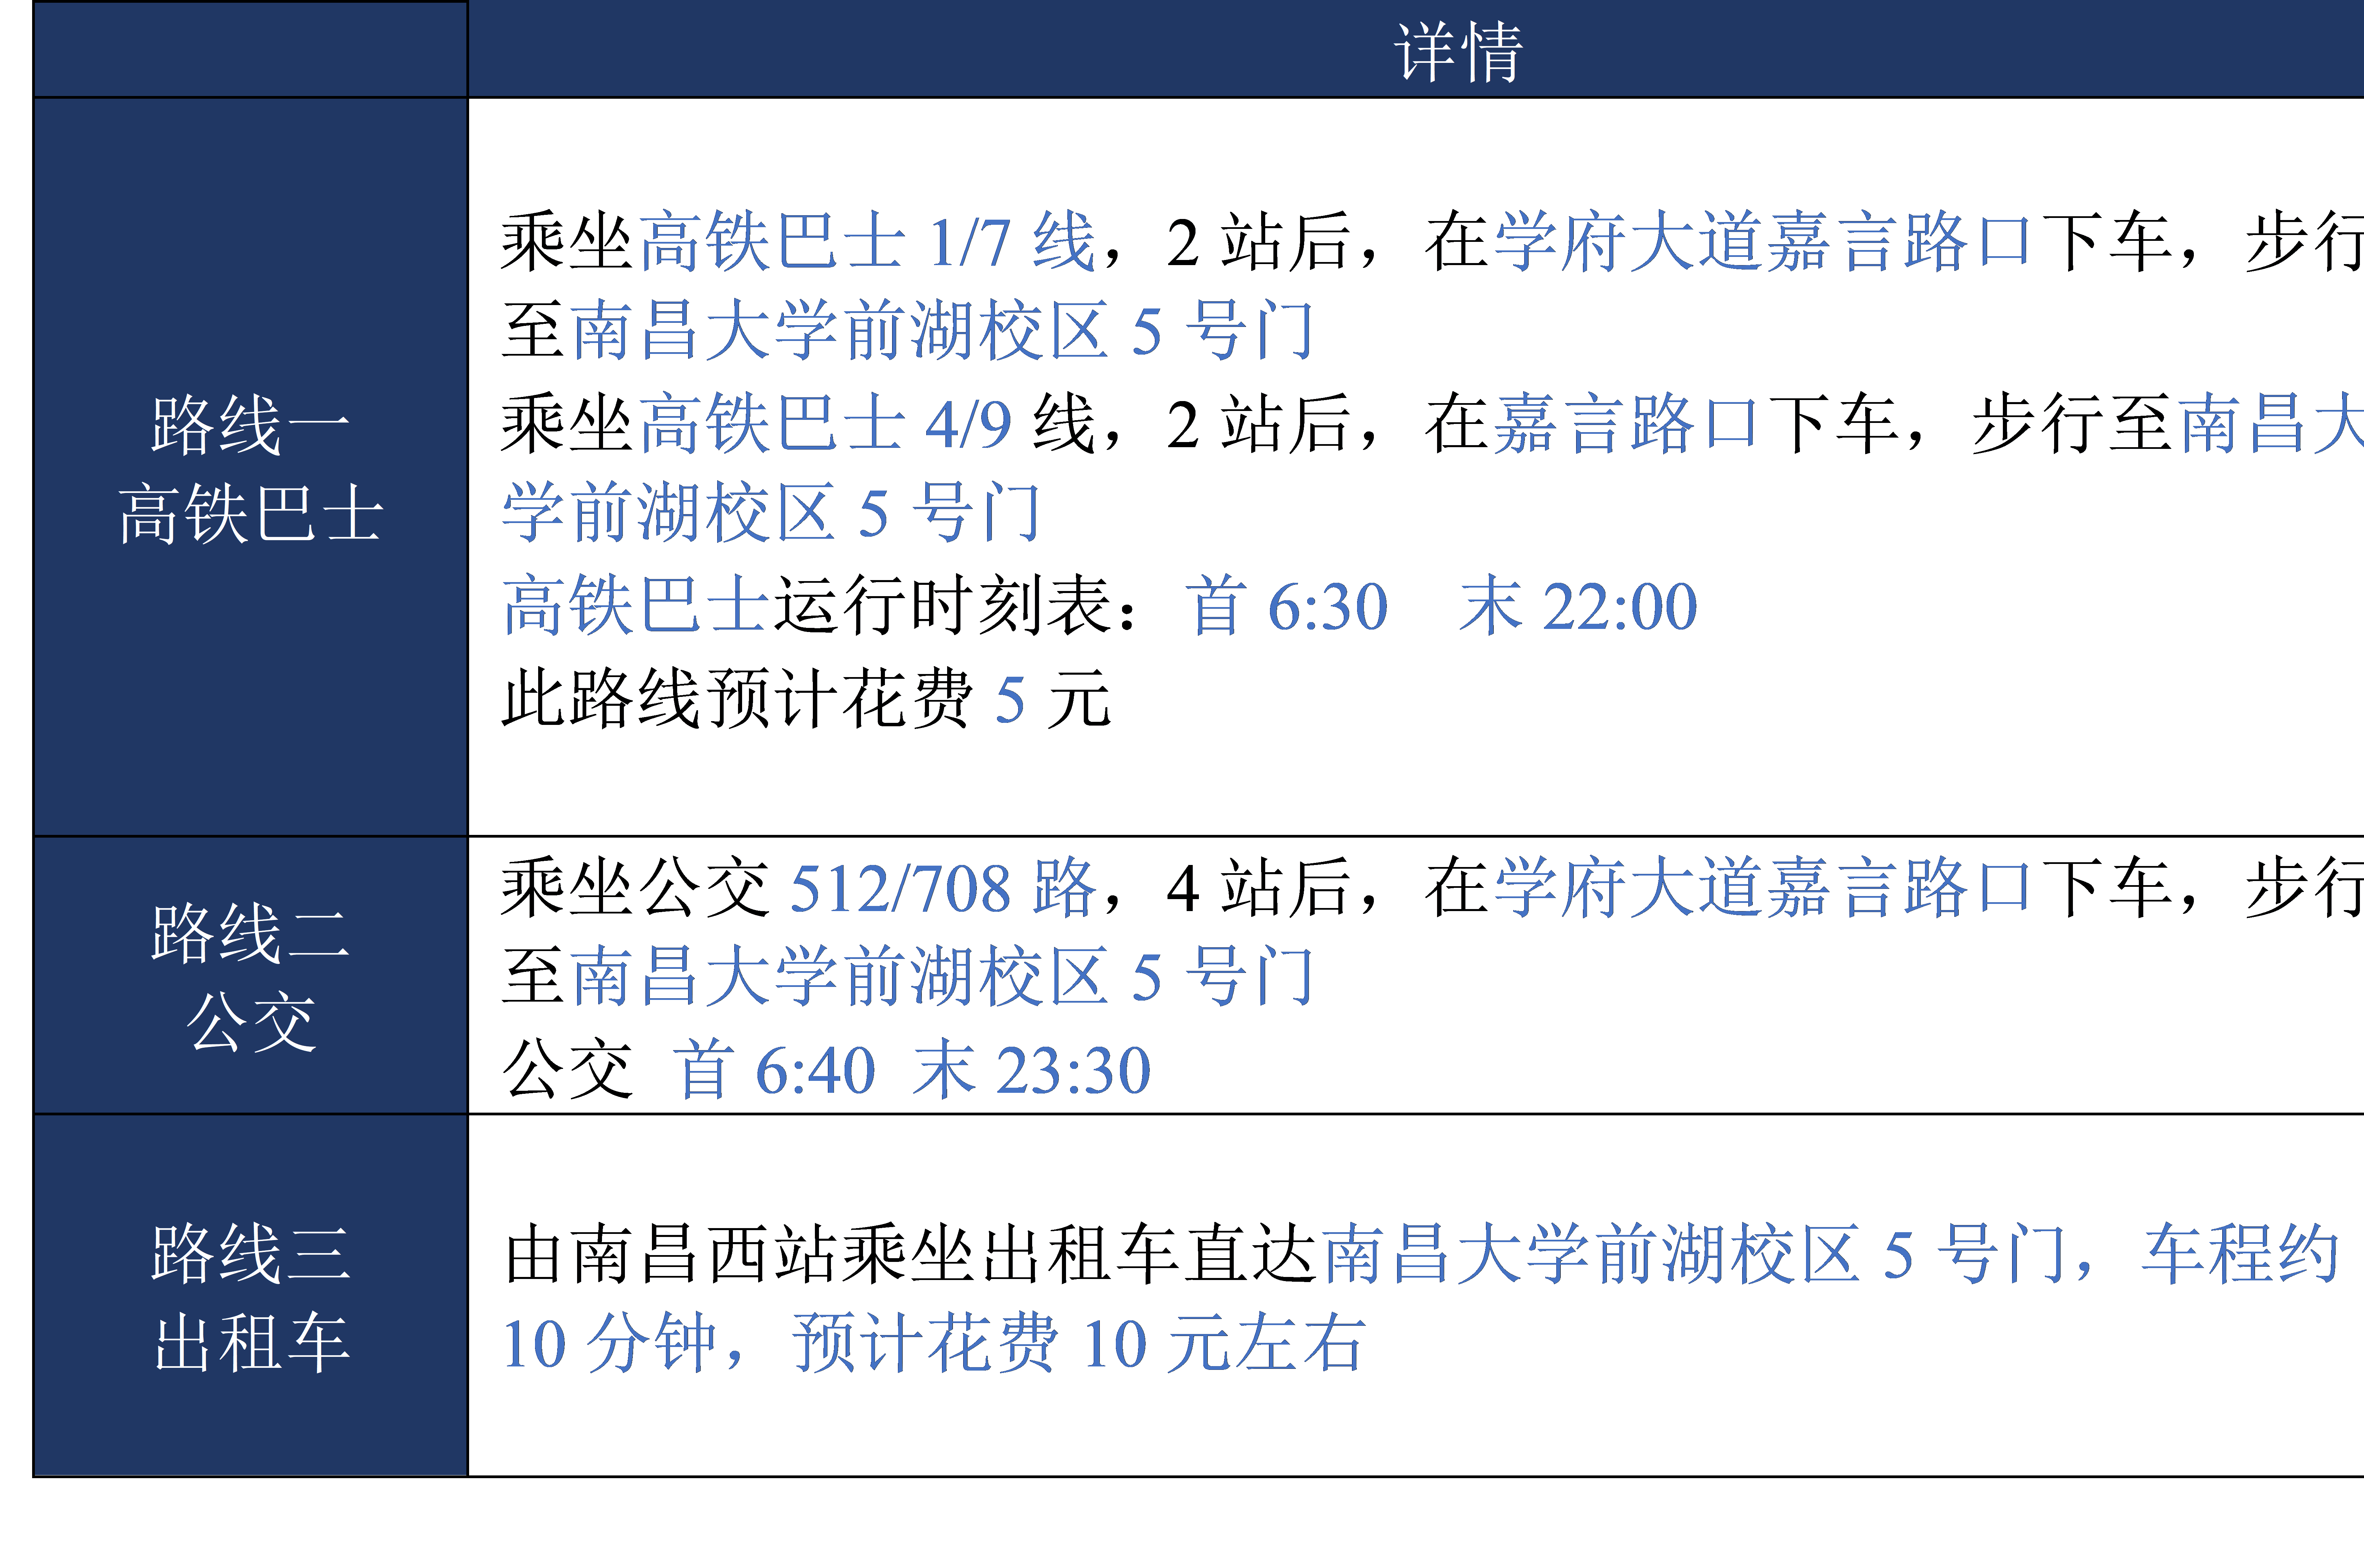 详情
路线一
高铁巴士
乘坐高铁巴士 1/7 线，2 站后，在学府大道嘉言路口下车，步行
至南昌大学前湖校区 5 号门
乘坐高铁巴士 4/9 线，2 站后，在嘉言路口下车，步行至南昌大
学前湖校区 5 号门
高铁巴士运行时刻表：首 6:30 末 22:00
此路线预计花费 5 元
路线二
公交
乘坐公交 512/708 路，4 站后，在学府大道嘉言路口下车，步行
至南昌大学前湖校区 5 号门
公交 首 6:40 末 23:30
路线三
出租车
由南昌西站乘坐出租车直达南昌大学前湖校区 5 号门，车程约
10 分钟，预计花费 10 元左右